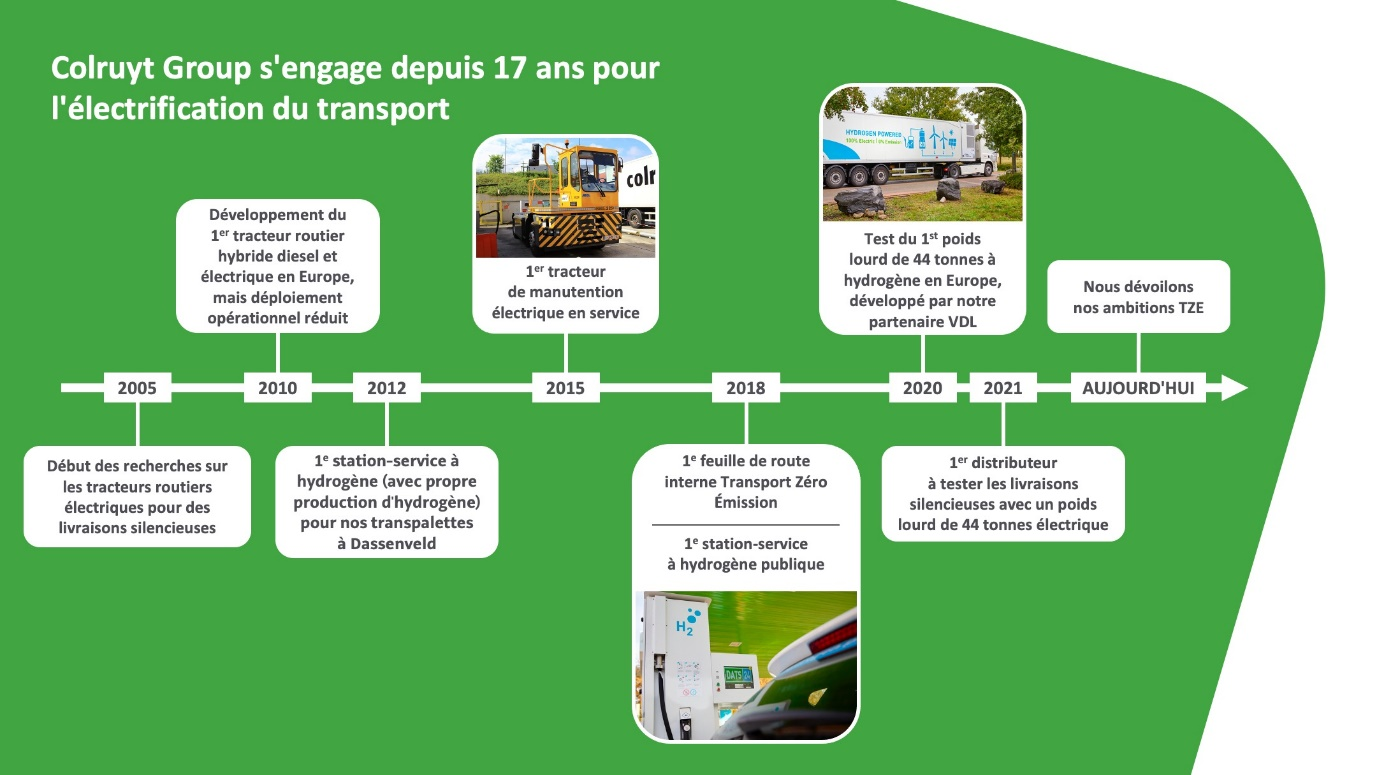 Colruyt Group s'engage depuis 17 ans pour
l'électrification du transport
Développement du
1er tracteur routier
hybride diesel et
électrique en Europe,
mais déploiement
opérationnel réduit
colr
1er tracteur
de manutention
électrique en service
HYDROGEN POWERED
100% Electric | 0% Emission
Test du 1st poids
lourd de 44 tonnes à
hydrogène en Europe,
développé par notre
partenaire VDL
Nous dévoilons
nos ambitions TZE
2005
2010
2012
2015
2018
2020
2021
AUJOURD'HUI
Début des recherches sur
les tracteurs routiers
électriques pour des
livraisons silencieuses
1e station-service à
hydrogène (avec propre
production d'hydrogène)
pour nos transpalettes
à Dassenveld
1e feuille de route
interne Transport Zéro
Émission
1e station-service
à hydrogène publique
H2
DATS 24
1er distributeur
à tester les livraisons
silencieuses avec un poids
lourd de 44 tonnes électrique